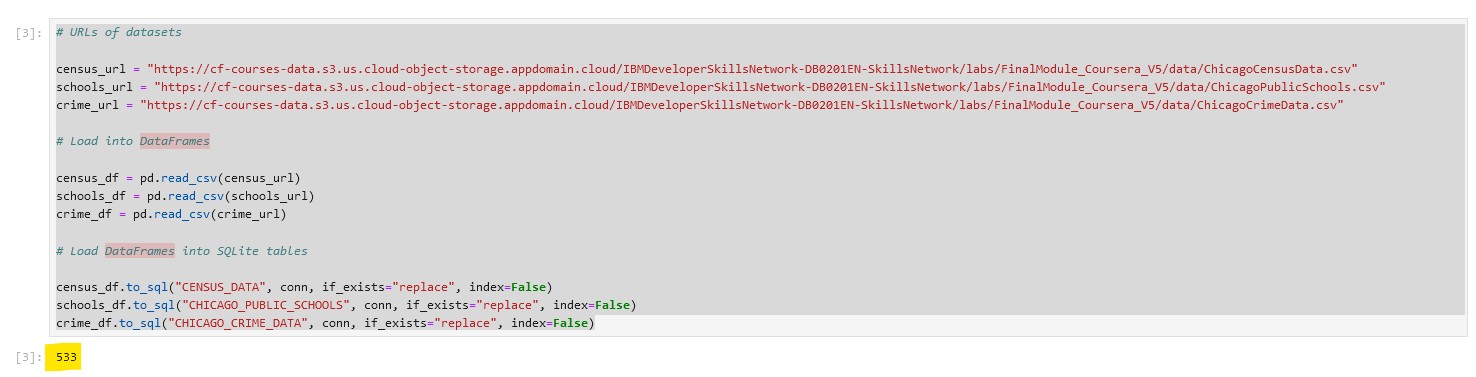 [3]: # URLs of datasets
census_url = "https://cf-courses-data.s3.us.cloud-object-storage.appdomain.cloud/IBMDeveloperSkillsNetwork-DB0201EN-SkillsNetwork/labs/FinalModule_Coursera_V5/data/ChicagoCensusData.csv"
schools_url = "https://cf-courses-data.s3.us.cloud-object-storage.appdomain.cloud/IBMDeveloperSkillsNetwork-DB0201EN-SkillsNetwork/labs/FinalModule_Coursera_V5/data/ChicagoPublicSchools.csv"
crime_url = "https://cf-courses-data.s3.us.cloud-object-storage.appdomain.cloud/IBMDeveloperSkillsNetwork-DB0201EN-SkillsNetwork/labs/FinalModule_Coursera_V5/data/ChicagoCrimeData.csv"
# Load into DataFrames
census_df = pd.read_csv(census_url)
schools_df = pd.read_csv(schools_url)
crime_df = pd.read_csv(crime_url)
# Load DataFrames into SQLite tables
census_df.to_sql("CENSUS_DATA", conn, if_exists="replace", index=False)
schools_df.to_sql("CHICAGO_PUBLIC_SCHOOLS", conn, if_exists="replace", index=False)
crime_df.to_sql("CHICAGO_CRIME_DATA", conn, if_exists="replace", index=False)
[3]: 533